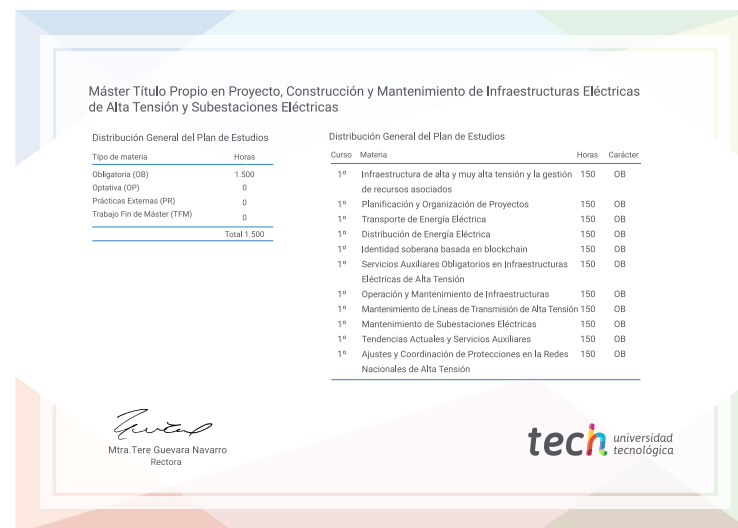 Máster Título Propio en Proyecto, Construcción y Mantenimiento de Infraestructuras Eléctricas
de Alta Tensión y Subestaciones Eléctricas
Distribución General del Plan de Estudios
Tipo de materia Horas
Obligatoria (OB) 1.500
Optativa (OP) 0
Prácticas Externas (PR) 0
Trabajo Fin de Máster (TFM) 0
Total 1.500
Distribución General del Plan de Estudios
Curso Materia Horas Carácter
1º Infraestructura de alta y muy alta tensión y la gestión 150 OB
de recursos asociados
1º Planificación y Organización de Proyectos 150 OB
1º Transporte de Energía Eléctrica 150 OB
1º Distribución de Energía Eléctrica 150 OB
1º Identidad soberana basada en blockchain 150 OB
1º Servicios Auxiliares Obligatorios en Infraestructuras 150 OB
Eléctricas de Alta Tensión
1º Operación y Mantenimiento de Infraestructuras 150 OB
1º Mantenimiento de Líneas de Transmisión de Alta Tensión 150 OB
1º Mantenimiento de Subestaciones Eléctricas 150 OB
1º Tendencias Actuales y Servicios Auxiliares 150 OB
1º Ajustes y Coordinación de Protecciones en la Redes 150 OB
Nacionales de Alta Tensión
Mtra.Tere Guevara Navarro
Rectora
tech universidad
tecnológica